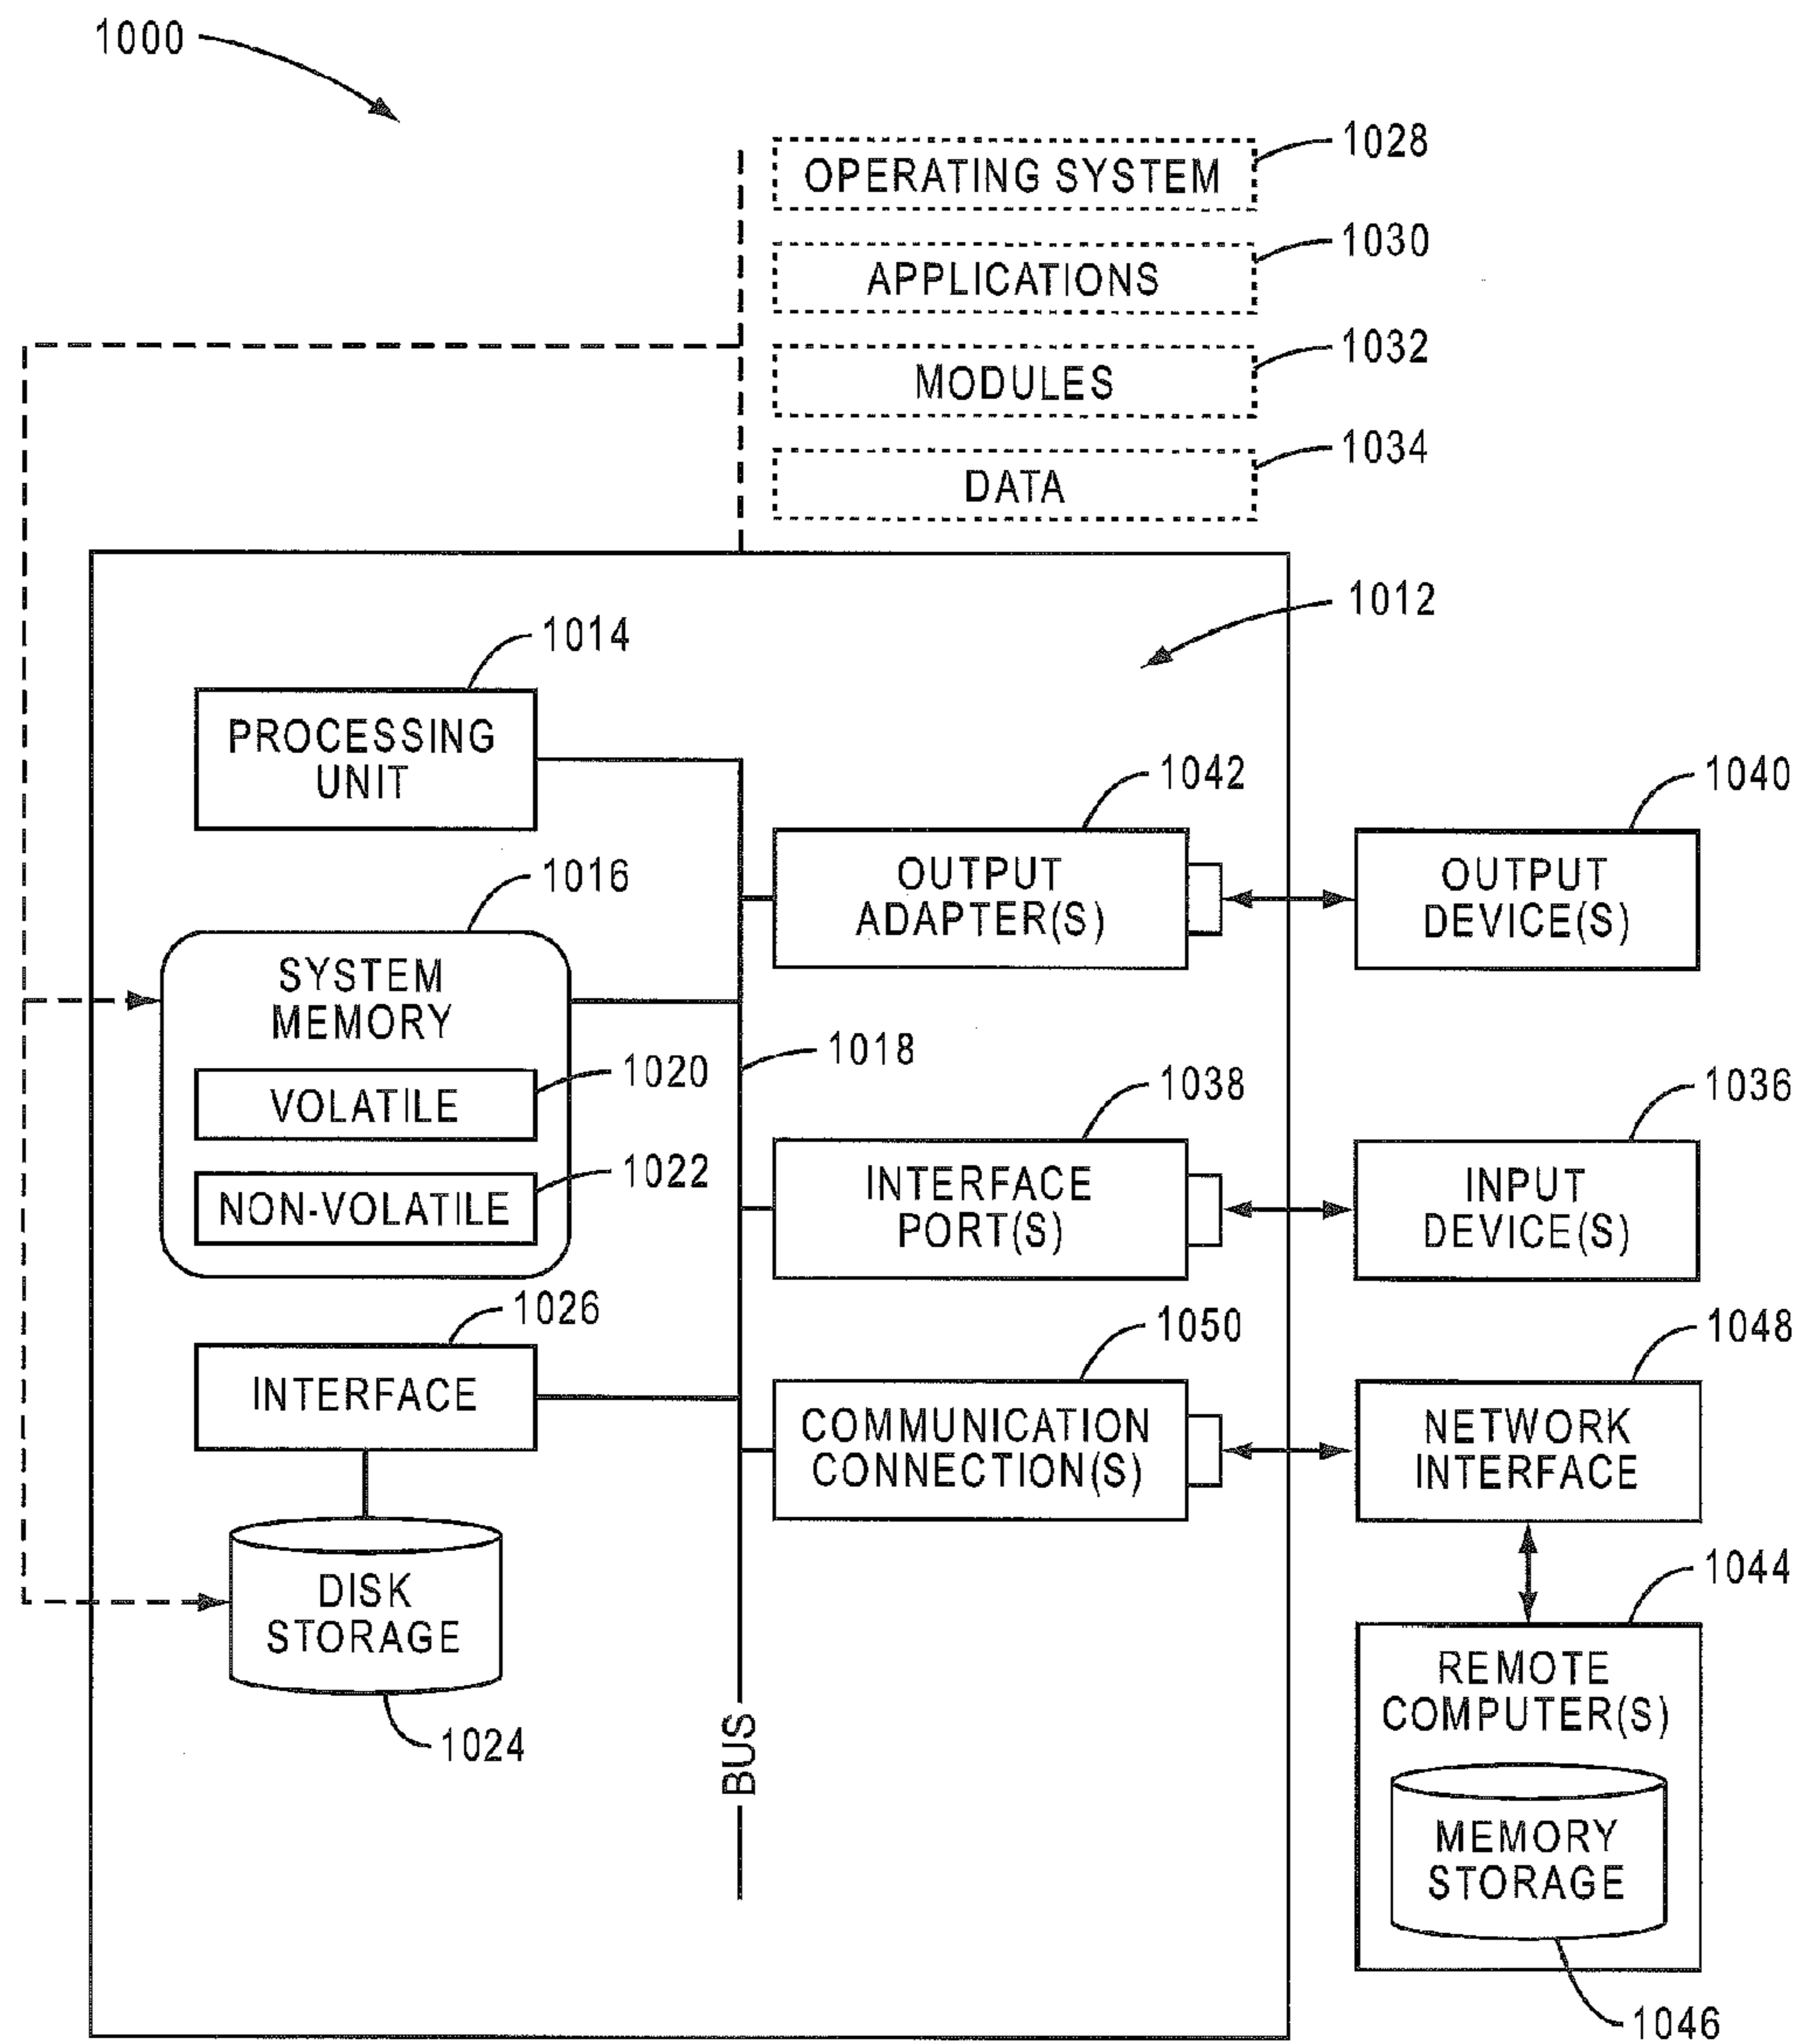 1000
OPERATING SYSTEM
1028
APPLICATIONS
1030
MODULES
1032
DATA
1034
1012
1014
PROCESSING
UNIT
1016
SYSTEM
MEMORY
VOLATILE
1020
NON-VOLATILE
1022
1018
1026
INTERFACE
DISK
STORAGE
1024
BUS
1042
OUTPUT
ADAPTER(S)
1040
OUTPUT
DEVICE(S)
1038
INTERFACE
PORT(S)
1036
INPUT
DEVICE(S)
1050
COMMUNICATION
CONNECTION(S)
1048
NETWORK
INTERFACE
1044
REMOTE
COMPUTER(S)
MEMORY
STORAGE
1046